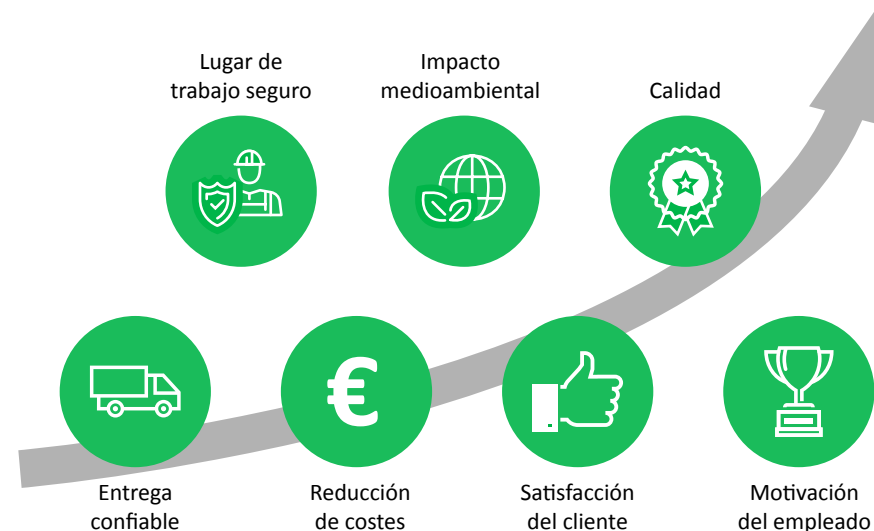 Lugar de
trabajo seguro
Impacto
medioambiental
Calidad
€
Entrega
confiable
Reducción
de costes
Satisfacción
del cliente
Motivación
del empleado